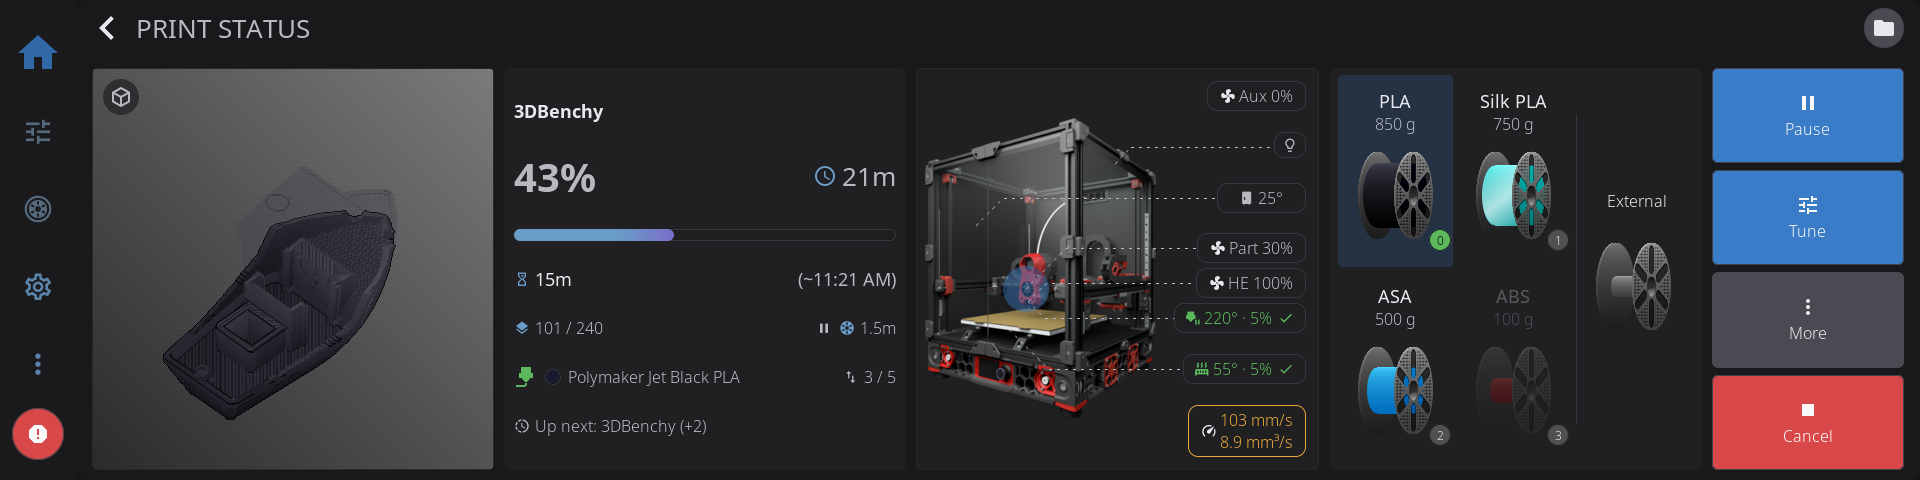 PRINT STATUS
3DBenchy
43%
21m
15m
(~11:21 AM)
101 / 240
1.5m
Polymaker Jet Black PLA
3 / 5
Up next: 3DBenchy (+2)
Aux 0%
25°
Part 30%
HE 100%
220° · 5%
55° · 5%
103 mm/s
8.9 mm³/s
PLA
850 g
0
Silk PLA
750 g
1
ASA
500 g
2
ABS
100 g
3
External
Pause
Tune
More
Cancel